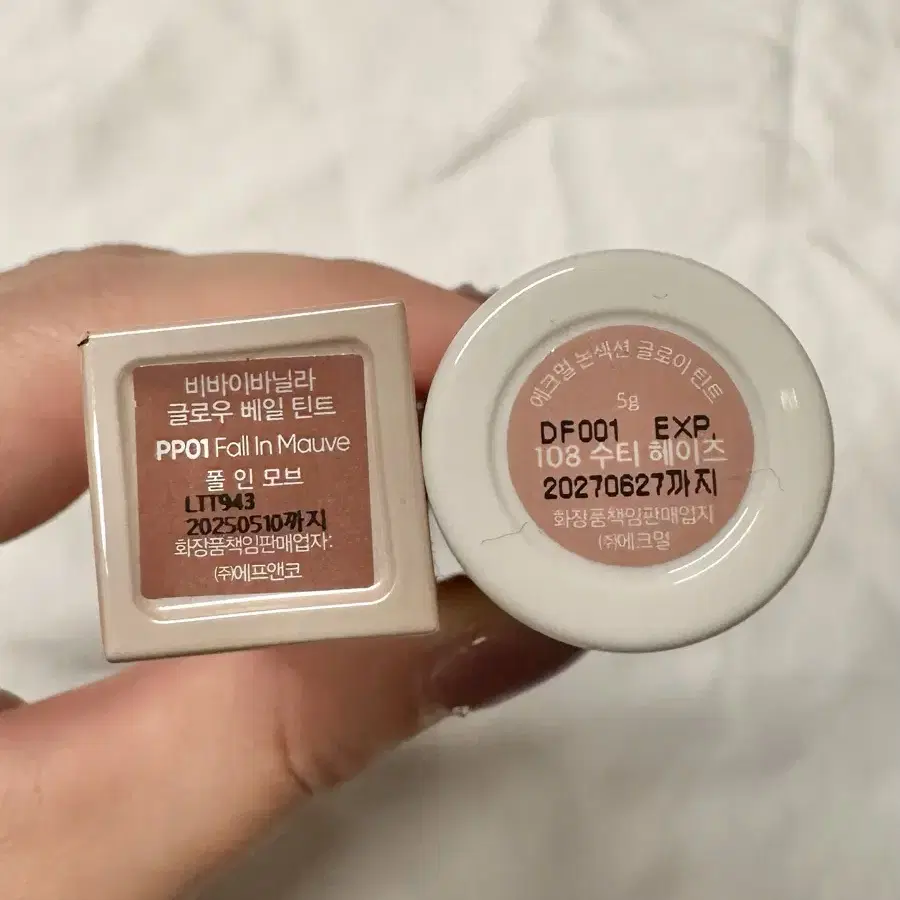 비바이바닐라
글로우 베일 틴트
PP01 Fall In Mauve
폴 인 모브
LTT943
20250510까지
화장품책임판매업자:
(주)에프앤코
에크멀 논섹션 글로이 틴트
5g
DF001 EXP.
108 수티 헤이즈
20270627까지
화장품책임판매업자
(주)에크멀